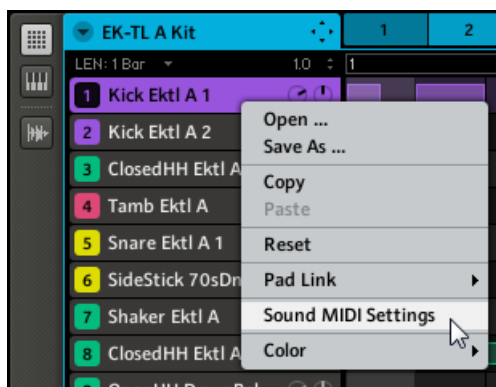 EK-TL A Kit
1
2
LEN: 1 Bar
1.0
1
1 Kick Ektl A 1
2 Kick Ektl A 2
3 ClosedHH Ektl A
4 Tamb Ektl A
5 Snare Ektl A 1
6 SideStick 70sDn
7 Shaker Ektl A
8 ClosedHH Ektl A
Open ...
Save As ...
Copy
Paste
Reset
Pad Link
Sound MIDI Settings
Color